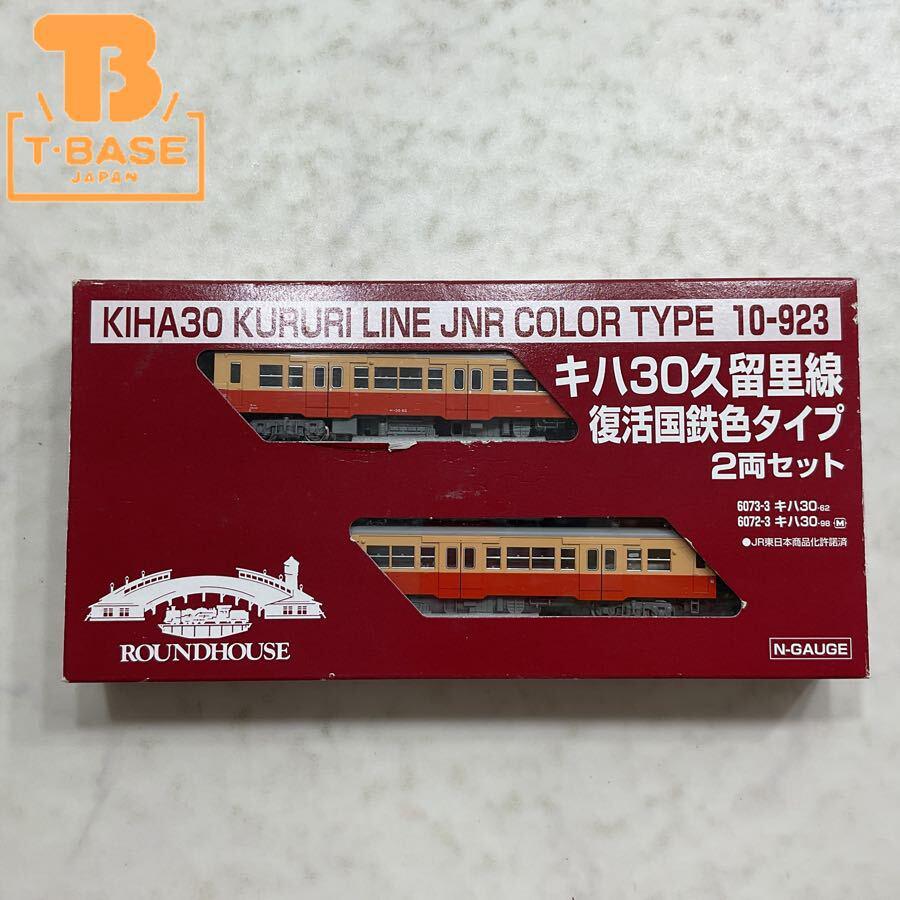 T·BASE
JAPAN
KIHA30 KURURI LINE JNR COLOR TYPE 10-923
キハ30久留里線
復活国鉄色タイプ
2両セット
6073-3 キハ30-62
6072-3 キハ30-98 M
●JR東日本商品化許諾済
ROUNDHOUSE
N-GAUGE